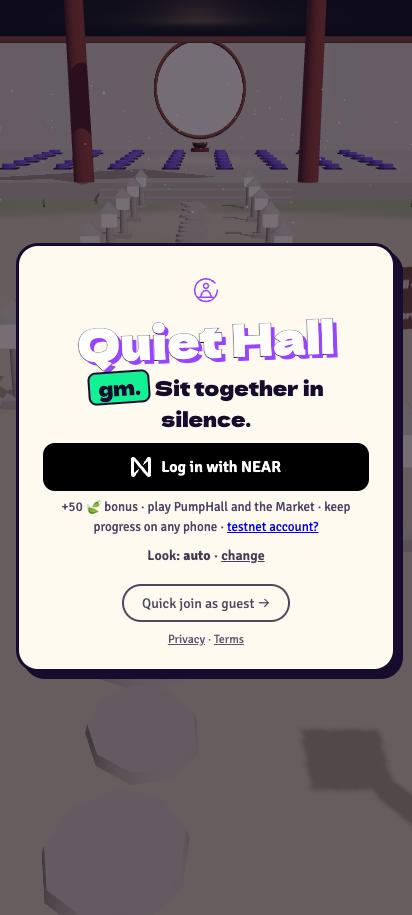 Quiet Hall
gm. Sit together in
silence.
Log in with NEAR
+50 🍃 bonus · play PumpHall and the Market · keep
progress on any phone · testnet account?
Look: auto · change
Quick join as guest →
Privacy · Terms